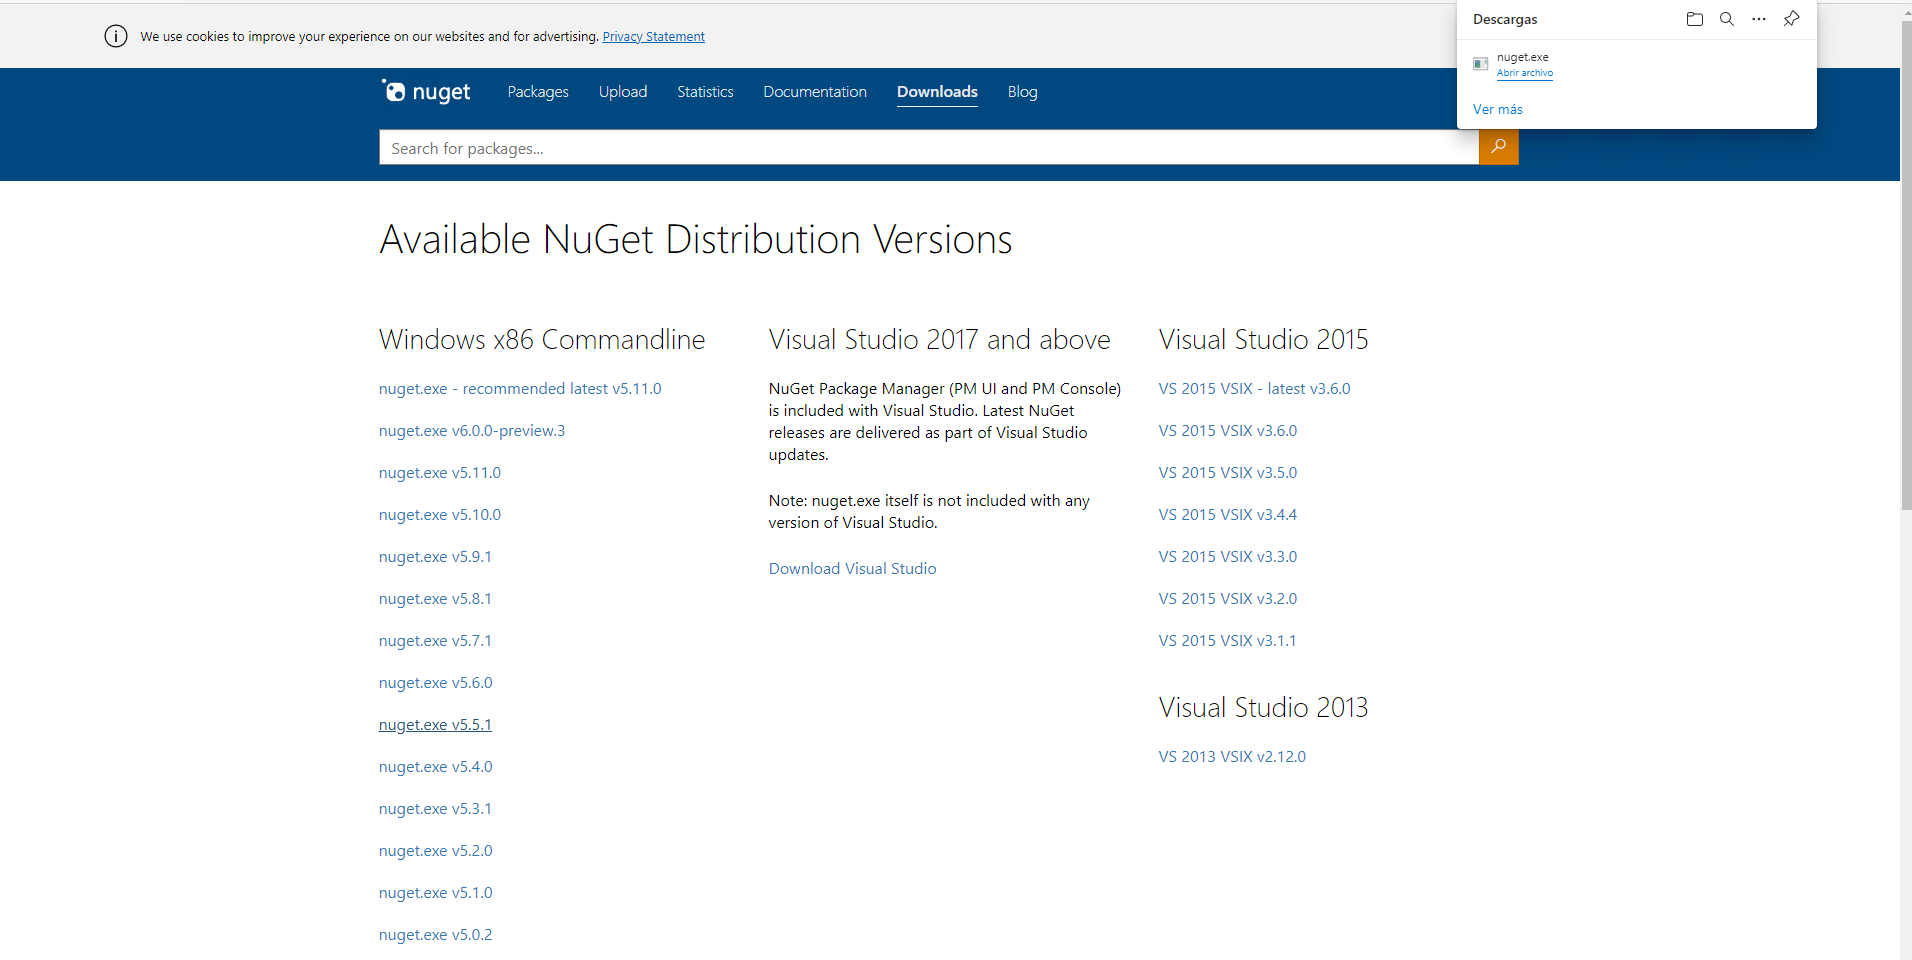 We use cookies to improve your experience on our websites and for advertising. Privacy Statement
Descargas
nuget.exe
Abrir archivo
Ver más
nuget
Packages
Upload
Statistics
Documentation
Downloads
Blog
Search for packages...
Available NuGet Distribution Versions
Windows x86 Commandline
nuget.exe - recommended latest v5.11.0
nuget.exe v6.0.0-preview.3
nuget.exe v5.11.0
nuget.exe v5.10.0
nuget.exe v5.9.1
nuget.exe v5.8.1
nuget.exe v5.7.1
nuget.exe v5.6.0
nuget.exe v5.5.1
nuget.exe v5.4.0
nuget.exe v5.3.1
nuget.exe v5.2.0
nuget.exe v5.1.0
nuget.exe v5.0.2
Visual Studio 2017 and above
NuGet Package Manager (PM UI and PM Console)
is included with Visual Studio. Latest NuGet
releases are delivered as part of Visual Studio
updates.
Note: nuget.exe itself is not included with any
version of Visual Studio.
Download Visual Studio
Visual Studio 2015
VS 2015 VSIX - latest v3.6.0
VS 2015 VSIX v3.6.0
VS 2015 VSIX v3.5.0
VS 2015 VSIX v3.4.4
VS 2015 VSIX v3.3.0
VS 2015 VSIX v3.2.0
VS 2015 VSIX v3.1.1
Visual Studio 2013
VS 2013 VSIX v2.12.0